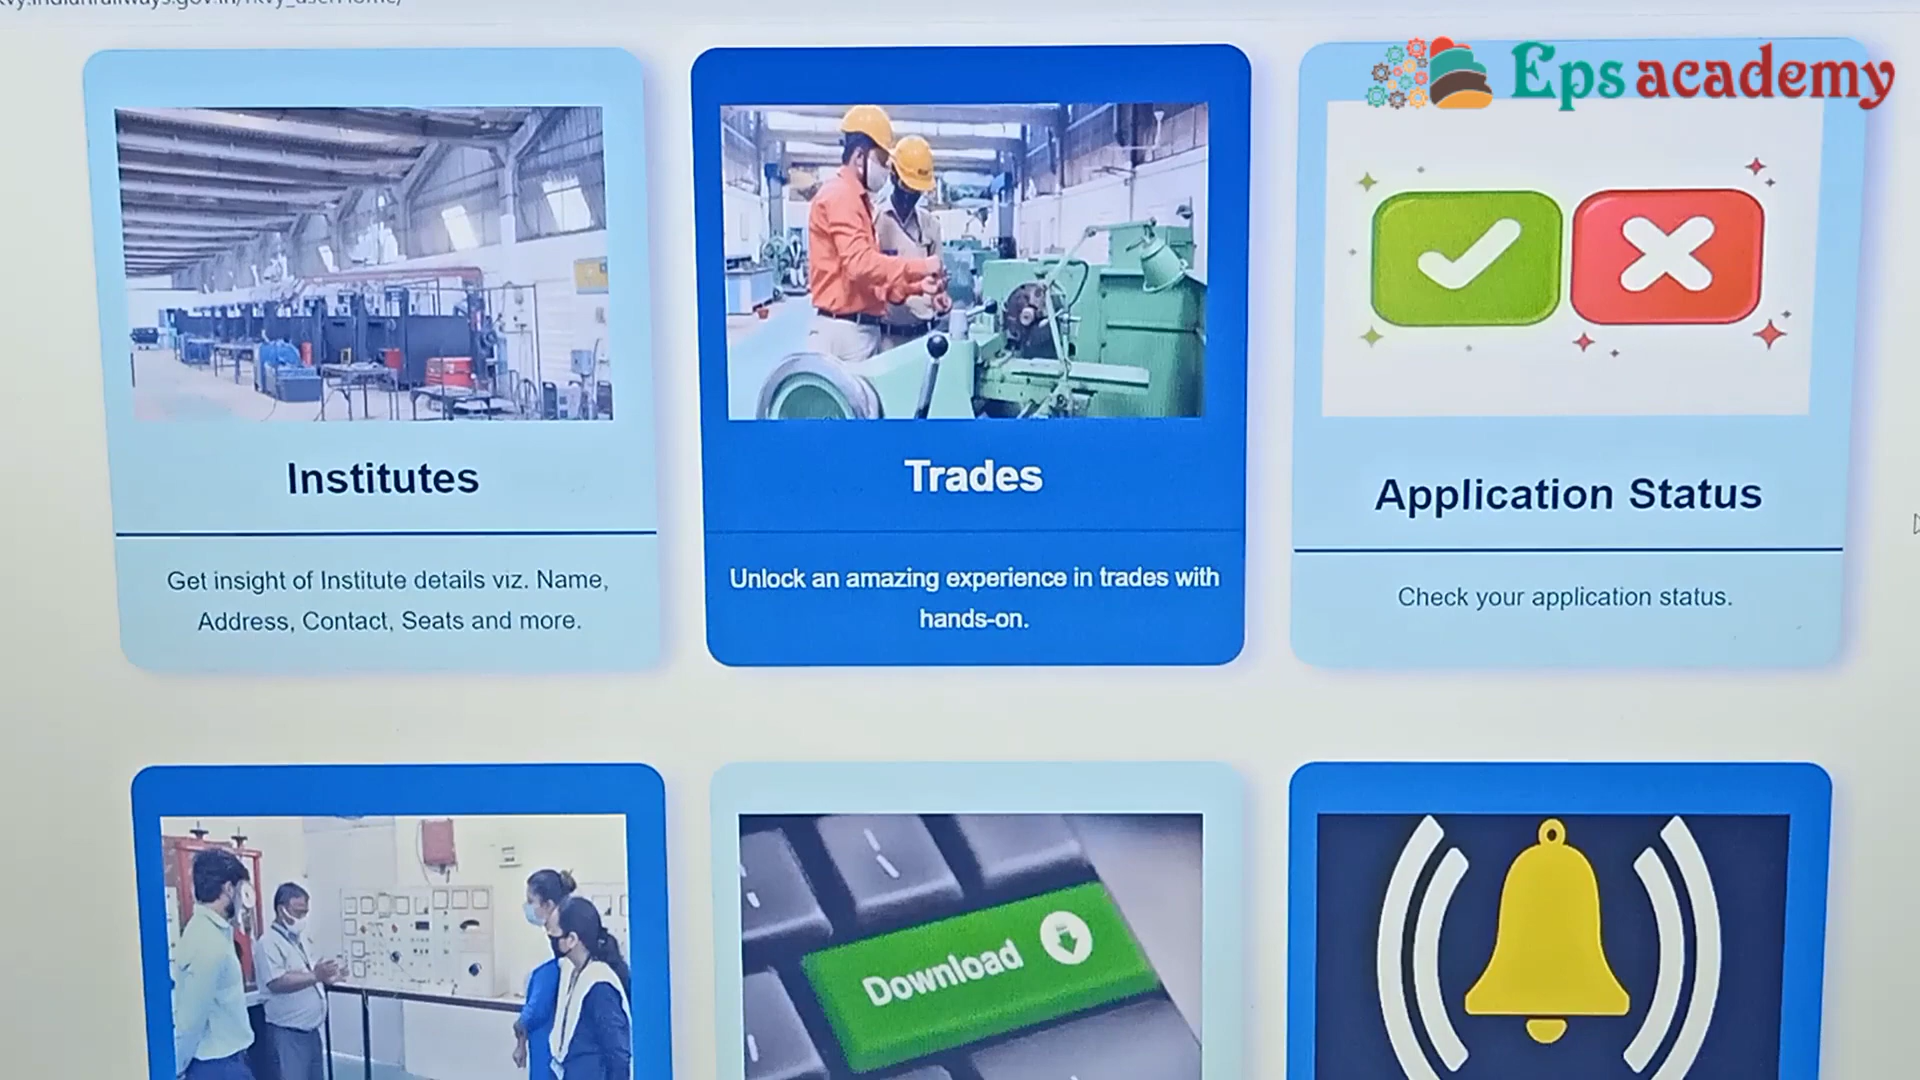 Eps academy
Institutes
Get insight of Institute details viz. Name,
Address, Contact, Seats and more.
Trades
Unlock an amazing experience in trades with
hands-on.
Application Status
Check your application status.
Download